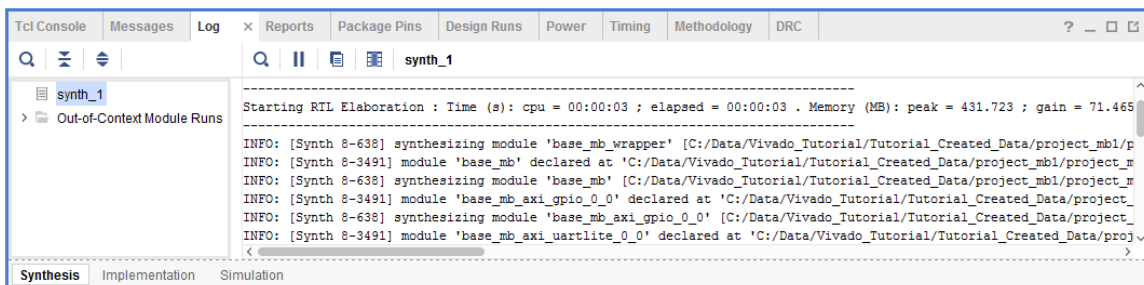 Tcl Console Messages Log × Reports Package Pins Design Runs Power Timing Methodology DRC ? _
synth_1
synth_1
Out-of-Context Module Runs
--------------------------------------------------------------------------------
Starting RTL Elaboration : Time (s): cpu = 00:00:03 ; elapsed = 00:00:03 . Memory (MB): peak = 431.723 ; gain = 71.465
--------------------------------------------------------------------------------
INFO: [Synth 8-638] synthesizing module 'base_mb_wrapper' [C:/Data/Vivado_Tutorial/Tutorial_Created_Data/project_mb1/p
INFO: [Synth 8-3491] module 'base_mb' declared at 'C:/Data/Vivado_Tutorial/Tutorial_Created_Data/project_mb1/project_m
INFO: [Synth 8-638] synthesizing module 'base_mb' [C:/Data/Vivado_Tutorial/Tutorial_Created_Data/project_mb1/project_m
INFO: [Synth 8-3491] module 'base_mb_axi_gpio_0_0' declared at 'C:/Data/Vivado_Tutorial/Tutorial_Created_Data/project_
INFO: [Synth 8-638] synthesizing module 'base_mb_axi_gpio_0_0' [C:/Data/Vivado_Tutorial/Tutorial_Created_Data/project_
INFO: [Synth 8-3491] module 'base_mb_axi_uartlite_0_0' declared at 'C:/Data/Vivado_Tutorial/Tutorial_Created_Data/proj
Synthesis Implementation Simulation